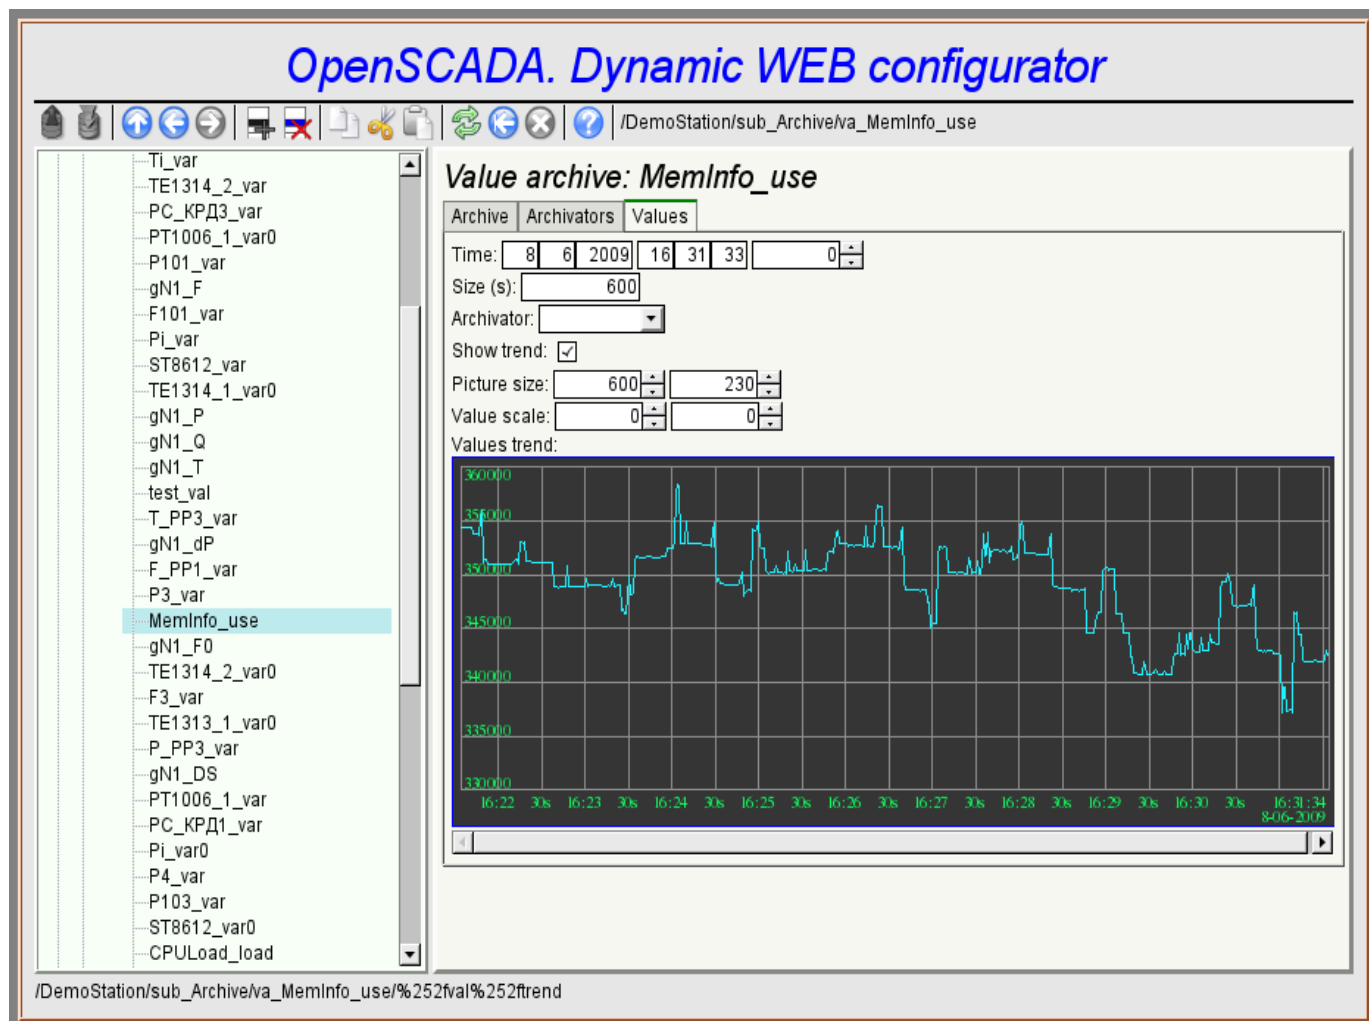 OpenSCADA. Dynamic WEB configurator
/DemoStation/sub_Archive/va_MemInfo_use
Ti_var
TE1314_2_var
PC_КРД3_var
PT1006_1_var0
P101_var
gN1_F
F101_var
Pi_var
ST8612_var
TE1314_1_var0
gN1_P
gN1_Q
gN1_T
test_val
T_PP3_var
gN1_dP
F_PP1_var
P3_var
MemInfo_use
gN1_F0
TE1314_2_var0
F3_var
TE1313_1_var0
P_PP3_var
gN1_DS
PT1006_1_var
PC_КРД1_var
Pi_var0
P4_var
P103_var
ST8612_var0
CPULoad_load
Value archive: MemInfo_use
Archive Archivators Values
Time: 8 6 2009 16 31 33 0
Size (s): 600
Archivator:
Show trend:
Picture size: 600 230
Value scale: 0 0
Values trend:
360000
355000
350000
345000
340000
335000
330000
16:22 30s 16:23 30s 16:24 30s 16:25 30s 16:26 30s 16:27 30s 16:28 30s 16:29 30s 16:30 30s 16:31:34
8-06-2009
/DemoStation/sub_Archive/va_MemInfo_use/%252fval%252ftrend